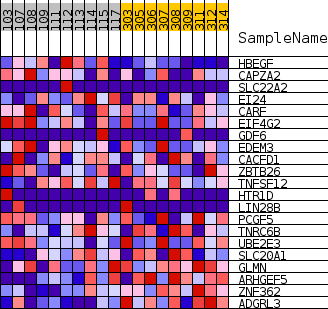 106 107 108 109 111 112 113 114 115 117 303 305 306 307 308 309 311 312 314
SampleName
HBEGF
CAPZA2
SLC22A2
EI24
CARF
EIF4G2
GDF6
EDEM3
CACFD1
ZBTB26
TNFSF12
HTR1D
LIN28B
PCGF5
TNRC6B
UBE2E3
SLC20A1
GLMN
ARHGEF5
ZNF362
ADGRL3